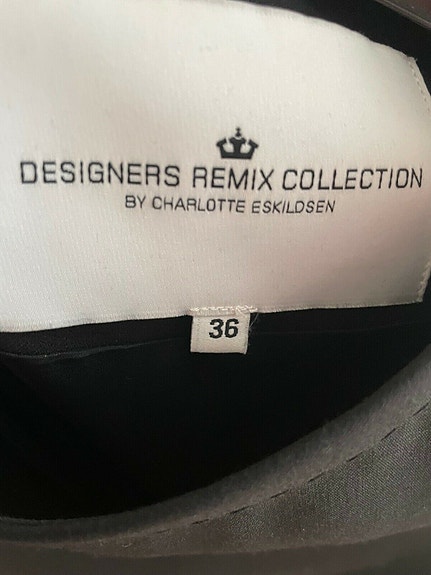 DESIGNERS REMIX COLLECTION
BY CHARLOTTE ESKILDSEN
36